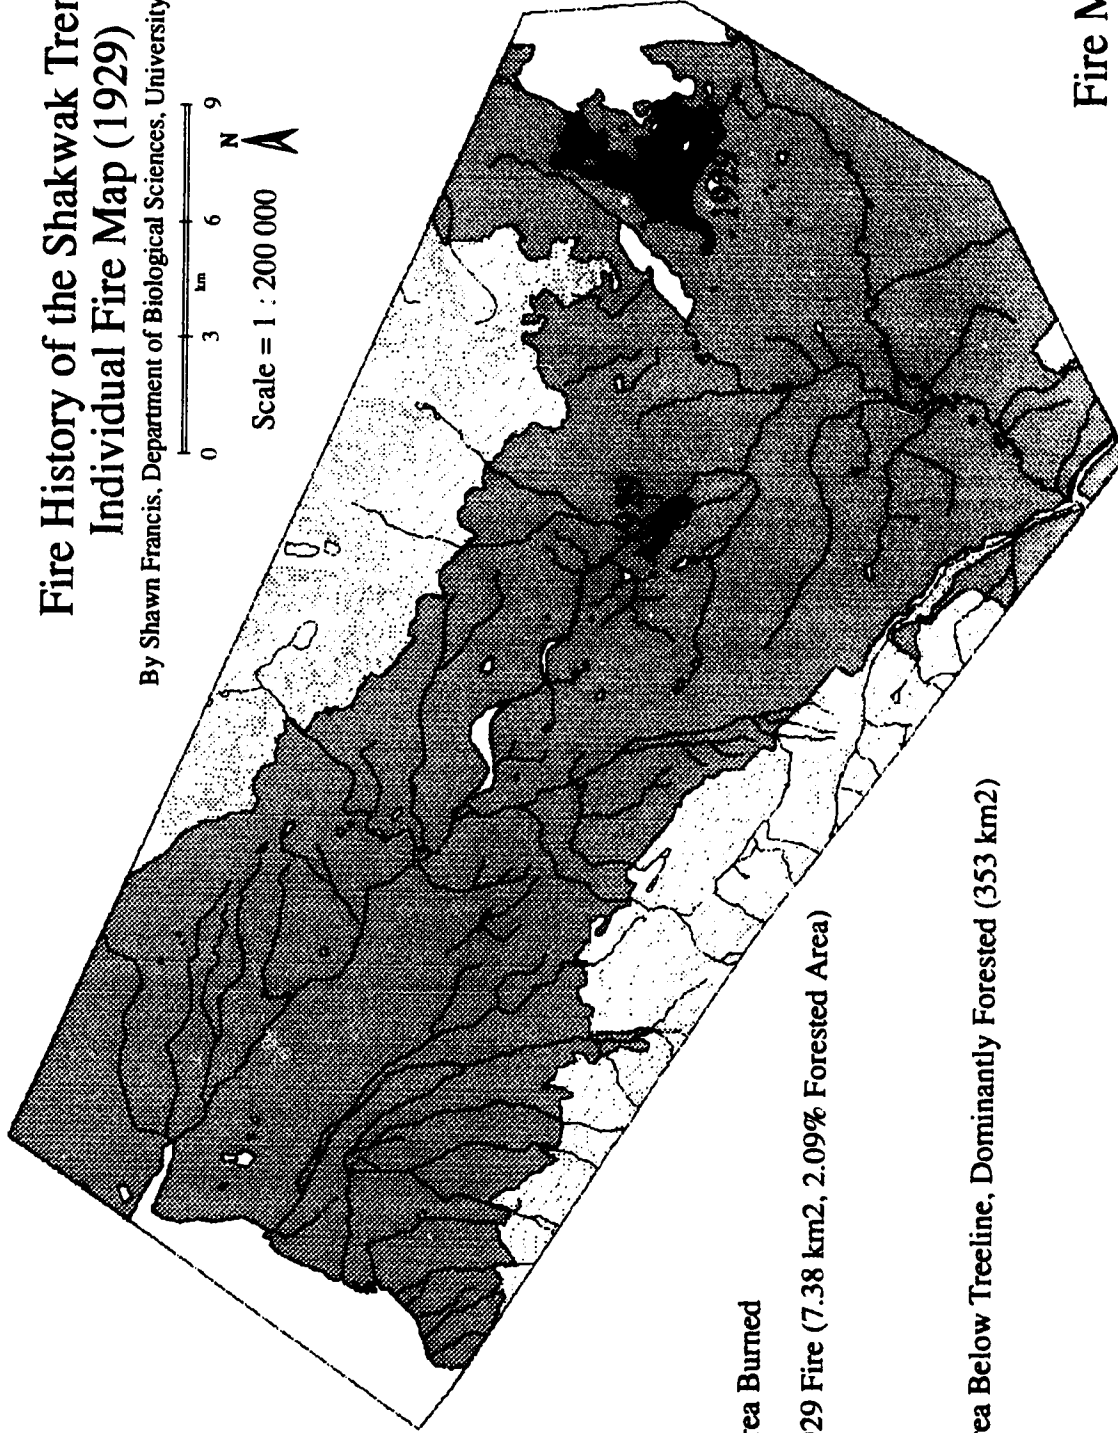 Fire History of the Shakwak Tren
Individual Fire Map (1929)
By Shawn Francis, Department of Biological Sciences, University
0 3 km 6 9
N
Scale = 1 : 200 000
1929
rea Burned
29 Fire (7.38 km2, 2.09% Forested Area)
rea Below Treeline, Dominantly Forested (353 km2)
Fire M